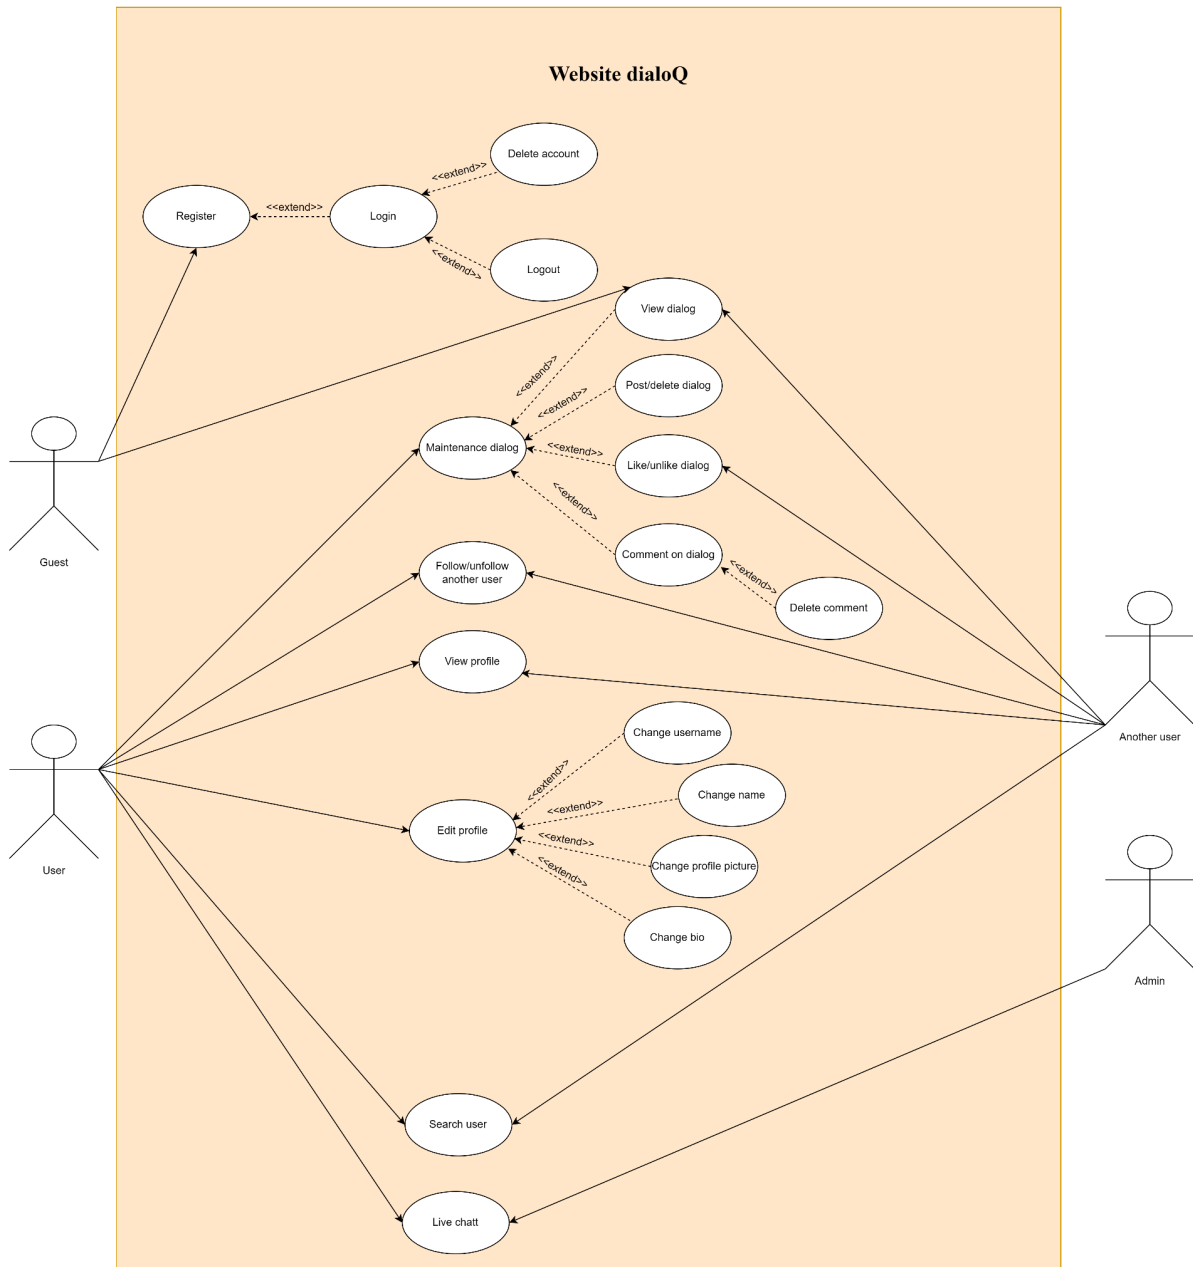 Website dialoQ
Delete account
<<extend>>
Register
<<extend>>
Login
<<extend>>
Logout
View dialog
<<extend>>
Post/delete dialog
<<extend>>
Maintenance dialog
<<extend>>
Like/unlike dialog
<<extend>>
Comment on dialog
Guest
Follow/unfollow
another user
<<extend>>
Delete comment
View profile
Change username
Another user
<<extend>>
Change name
<<extend>>
Edit profile
<<extend>>
Change profile picture
User
<<extend>>
Change bio
Admin
Search user
Live chatt